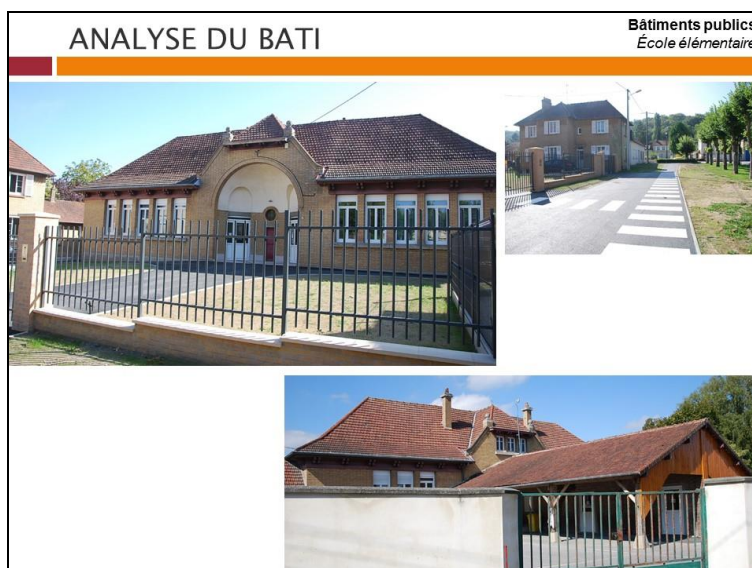 ANALYSE DU BATI
Bâtiments publics
École élémentaire